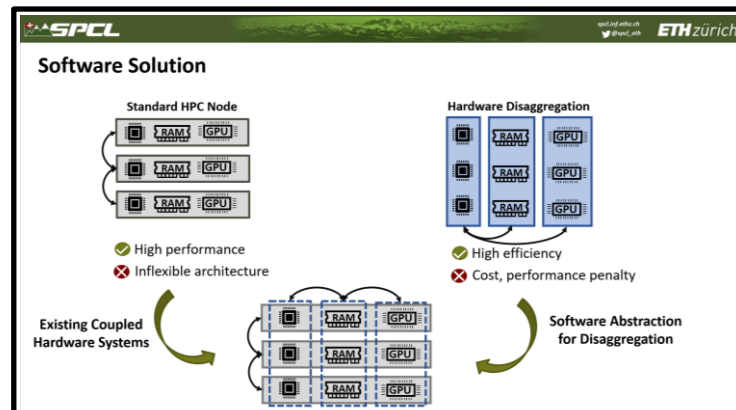 SPCL
spcl.inf.ethz.ch
@spcl_eth
ETH zürich
Software Solution
Standard HPC Node
RAM GPU
RAM GPU
RAM GPU
High performance
Inflexible architecture
Hardware Disaggregation
RAM GPU
RAM GPU
RAM GPU
High efficiency
Cost, performance penalty
Existing Coupled
Hardware Systems
RAM GPU
RAM GPU
RAM GPU
Software Abstraction
for Disaggregation